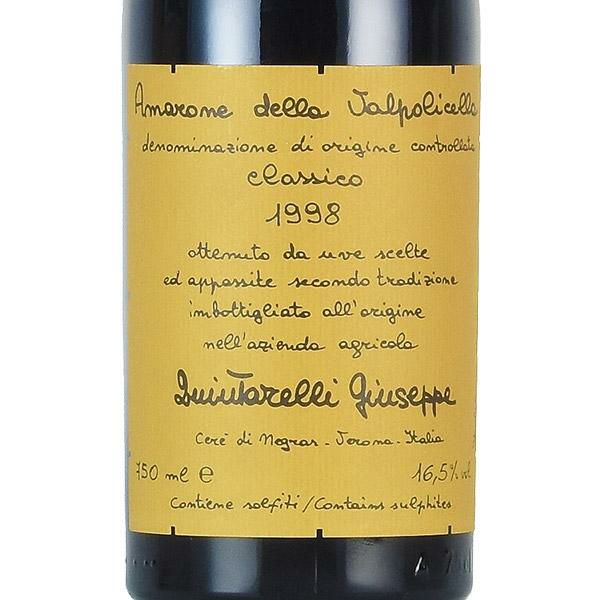 Amarone della Valpolicella
denominazione di origine controllata
classico
1998
ottenuto da uve scelte
ed appassite secondo tradizione
imbottigliato all'origine
nell'azienda agricola
Quintarelli Giuseppe
Cerè di Negrar - Verona - Italia
750 ml e 16,5% vol
Contiene solfiti/Contains sulphites